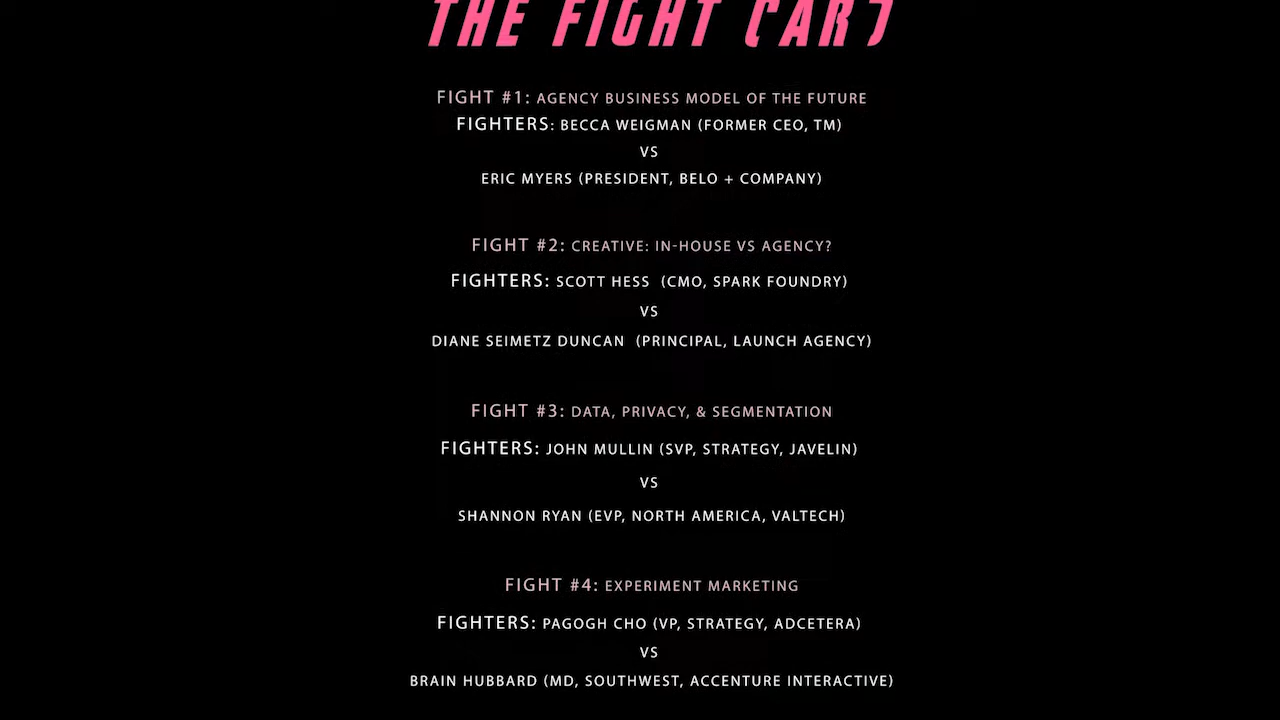 THE FIGHT CARD
FIGHT #1: AGENCY BUSINESS MODEL OF THE FUTURE
FIGHTERS: BECCA WEIGMAN (FORMER CEO, TM)
VS
ERIC MYERS (PRESIDENT, BELO + COMPANY)
FIGHT #2: CREATIVE: IN-HOUSE VS AGENCY?
FIGHTERS: SCOTT HESS (CMO, SPARK FOUNDRY)
VS
DIANE SEIMETZ DUNCAN (PRINCIPAL, LAUNCH AGENCY)
FIGHT #3: DATA, PRIVACY, & SEGMENTATION
FIGHTERS: JOHN MULLIN (SVP, STRATEGY, JAVELIN)
VS
SHANNON RYAN (EVP, NORTH AMERICA, VALTECH)
FIGHT #4: EXPERIMENT MARKETING
FIGHTERS: PAGOGH CHO (VP, STRATEGY, ADCETERA)
VS
BRAIN HUBBARD (MD, SOUTHWEST, ACCENTURE INTERACTIVE)